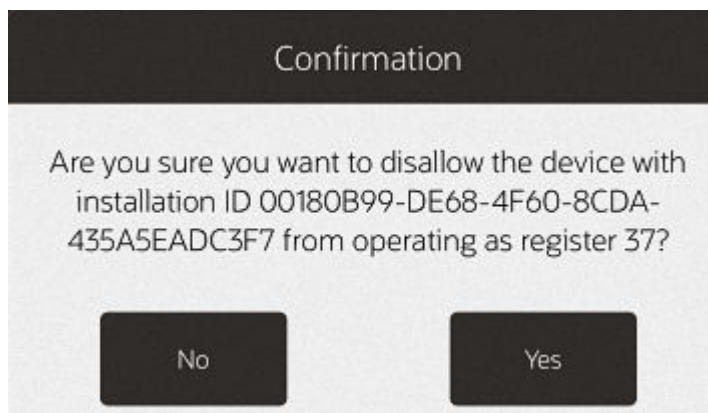 Confirmation
Are you sure you want to disallow the device with
installation ID 00180B99-DE68-4F60-8CDA-
435A5EADC3F7 from operating as register 37?
No
Yes